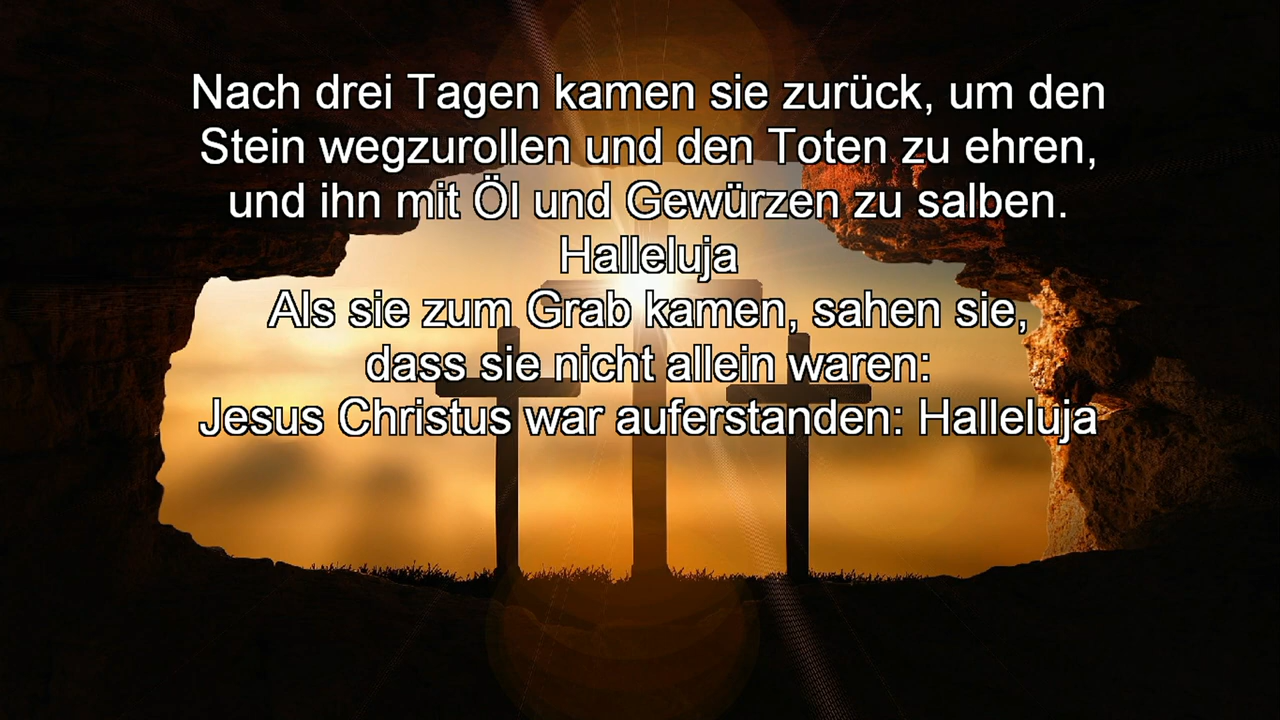 Nach drei Tagen kamen sie zurück, um den
Stein wegzurollen und den Toten zu ehren,
und ihn mit Öl und Gewürzen zu salben.
Halleluja
Als sie zum Grab kamen, sahen sie,
dass sie nicht allein waren:
Jesus Christus war auferstanden: Halleluja